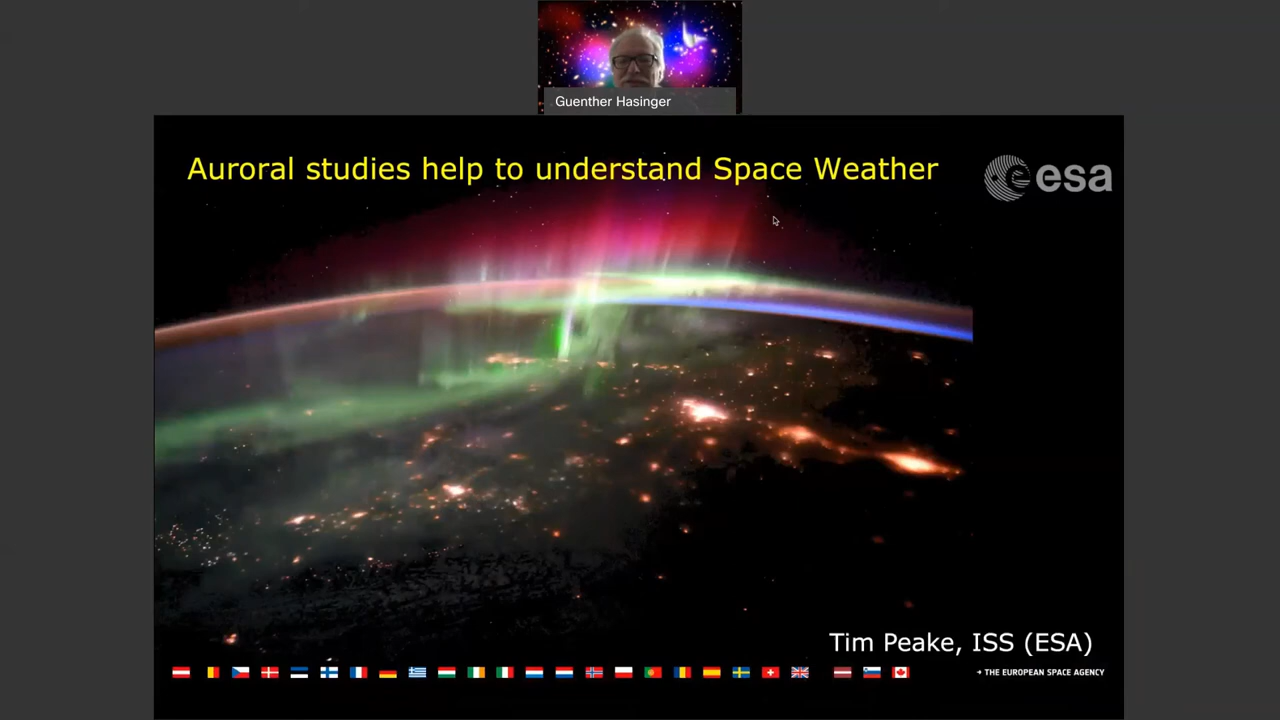 Guenther Hasinger
Auroral studies help to understand Space Weather
esa
Tim Peake, ISS (ESA)
→ THE EUROPEAN SPACE AGENCY